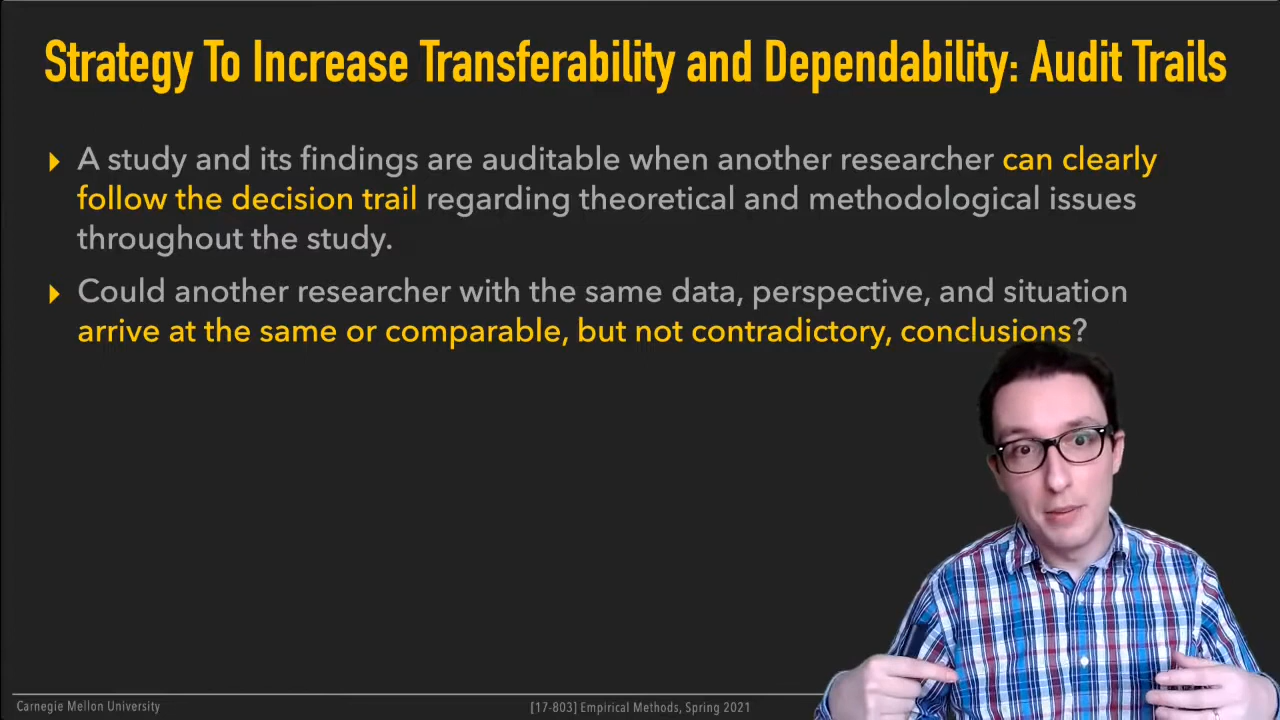 Strategy To Increase Transferability and Dependability: Audit Trails
A study and its findings are auditable when another researcher can clearly
follow the decision trail regarding theoretical and methodological issues
throughout the study.
Could another researcher with the same data, perspective, and situation
arrive at the same or comparable, but not contradictory, conclusions?
Carnegie Mellon University
[17-803] Empirical Methods, Spring 2021